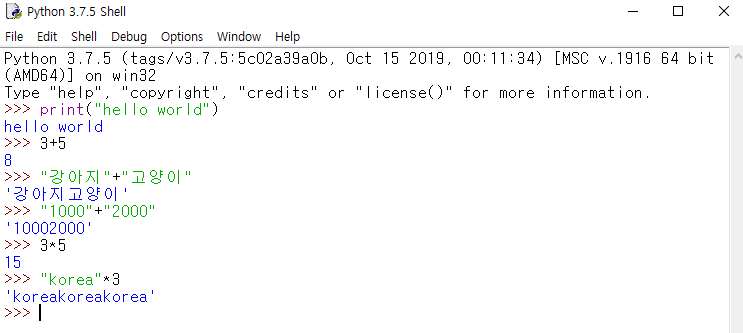 Python 3.7.5 Shell
File Edit Shell Debug Options Window Help
Python 3.7.5 (tags/v3.7.5:5c02a39a0b, Oct 15 2019, 00:11:34) [MSC v.1916 64 bit
(AMD64)] on win32
Type "help", "copyright", "credits" or "license()" for more information.
>>> print("hello world")
hello world
>>> 3+5
8
>>> "강아지"+"고양이"
'강아지고양이'
>>> "1000"+"2000"
'10002000'
>>> 3*5
15
>>> "korea"*3
'koreakoreakorea'
>>>